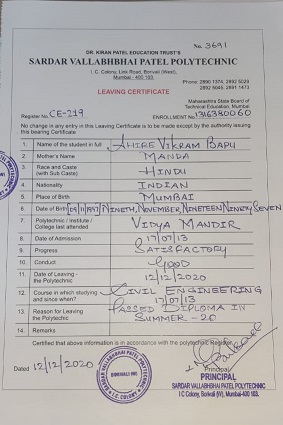 No. 3691
DR. KIRAN PATEL EDUCATION TRUST'S
SARDAR VALLABHBHAI PATEL POLYTECHNIC
I. C. Colony, Link Road, Borivali (West),
Mumbai-400 103.
Phone: 2890 1374, 2892 5029,
2892 5045, 2891 1473
LEAVING CERTIFICATE
Maharashtra State Board of
Technical Education, Mumbai
Register No. CE-219
ENROLLMENT No. 1316380060
No change in any entry in this Leaving Certificate is to be made except by the authority issuing
this bearing Certificate
1. Name of the student in full AHIRE VIKRAM BAPU
2. Mother's Name MANDA
3. Race and Caste (with Sub Caste) HINDU
4. Nationality INDIAN
5. Place of Birth MUMBAI
6. Date of Birth 09/11/1997 NINETH, NOVEMBER, NINETEEN NINETY SEVEN
7. Polytechnic / Institute / College last attended VIDYA MANDIR
8. Date of Admission 17/07/13
9. Progress SATISFACTORY
10. Conduct GOOD
11. Date of Leaving the Polytechnic 12/12/2020
12. Course in which studying and since when? CIVIL ENGINEERING 17/07/13
13. Reason for Leaving the Polytechnic PASSED DIPLOMA IN SUMMER-20
14. Remarks
Certified that above information is in accordance with the polytechnic Register.
Dated 12/12/2020
Principal
PRINCIPAL
SARDAR VALLABHBHAI PATEL POLYTECHNIC
I C Colony, Borivali (W), Mumbai-400 103.